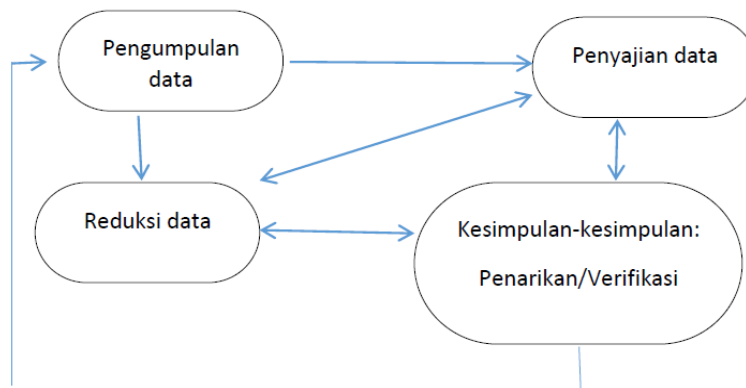 Pengumpulan
data
Penyajian data
Reduksi data
Kesimpulan-kesimpulan:
Penarikan/Verifikasi